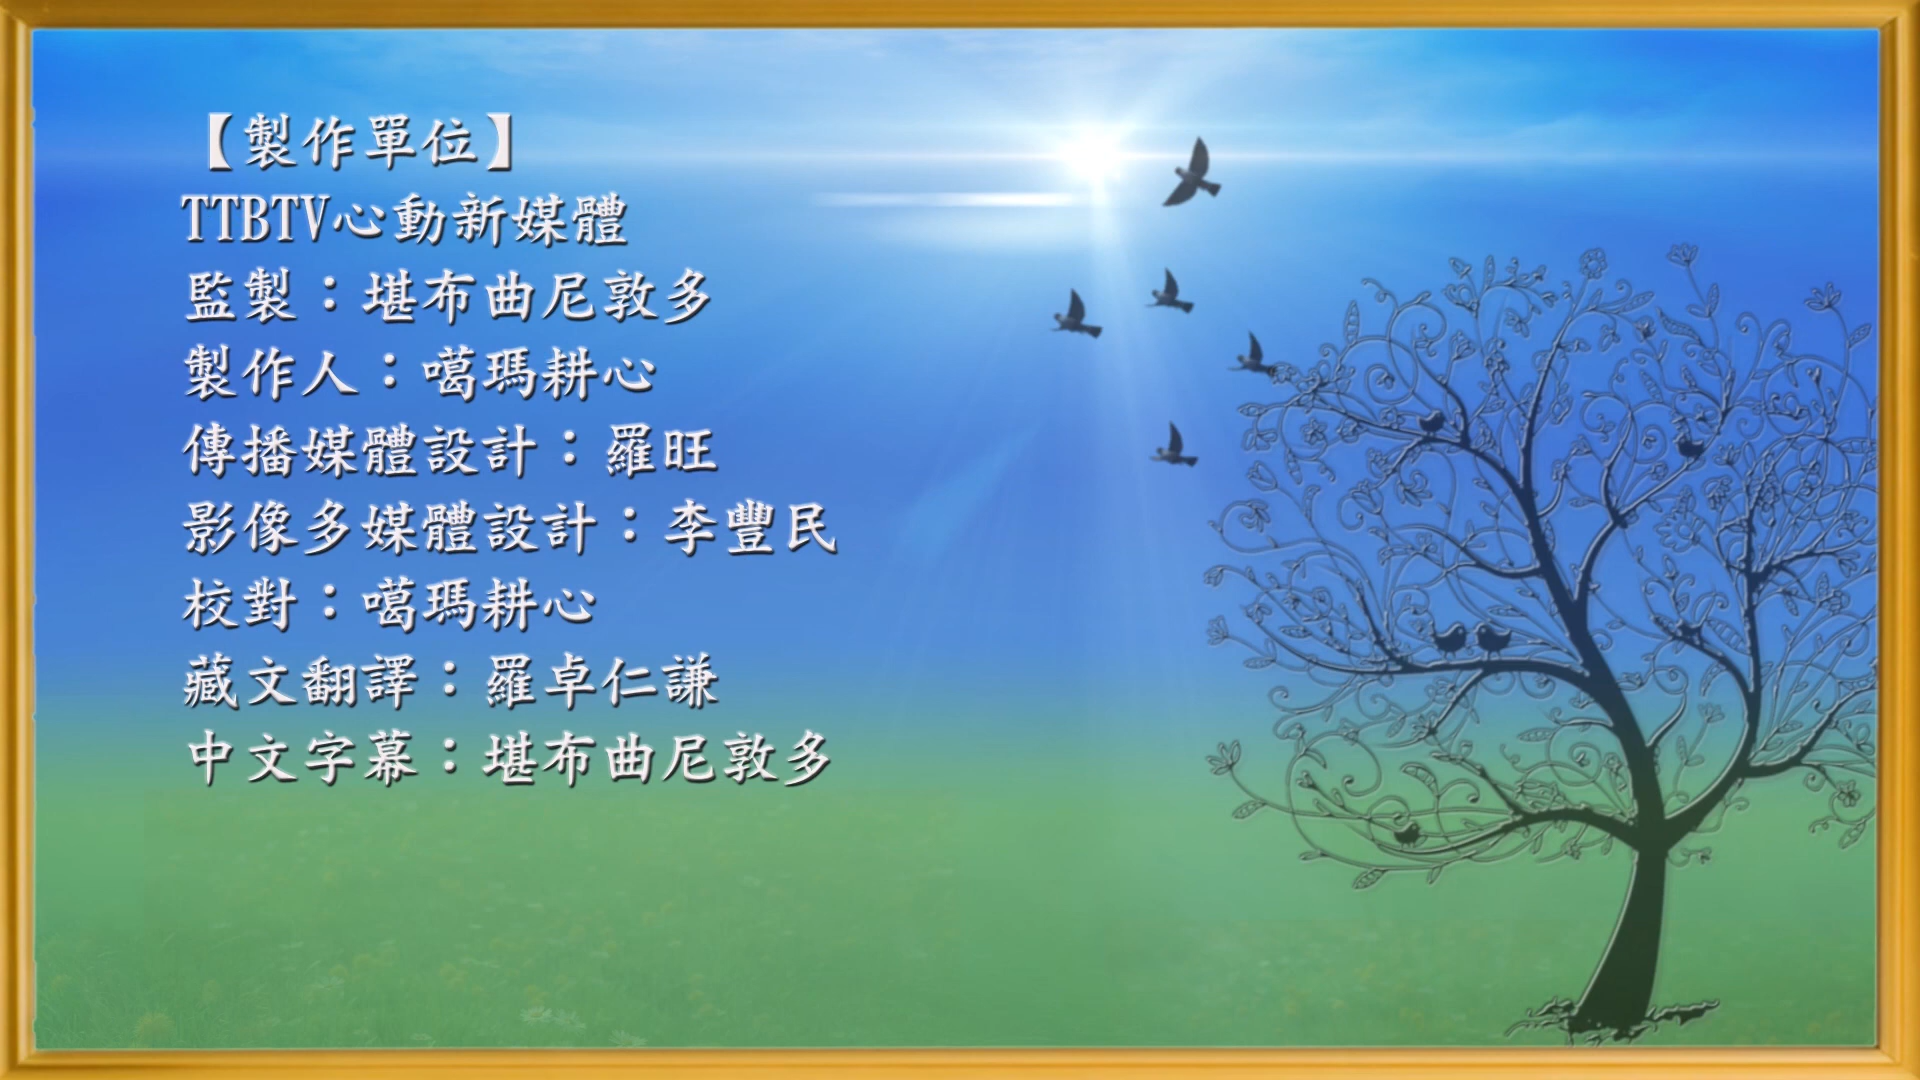 【製作單位】
TTBTV心動新媒體
監製：堪布曲尼敦多
製作人：噶瑪耕心
傳播媒體設計：羅旺
影像多媒體設計：李豐民
校對：噶瑪耕心
藏文翻譯：羅卓仁謙
中文字幕：堪布曲尼敦多